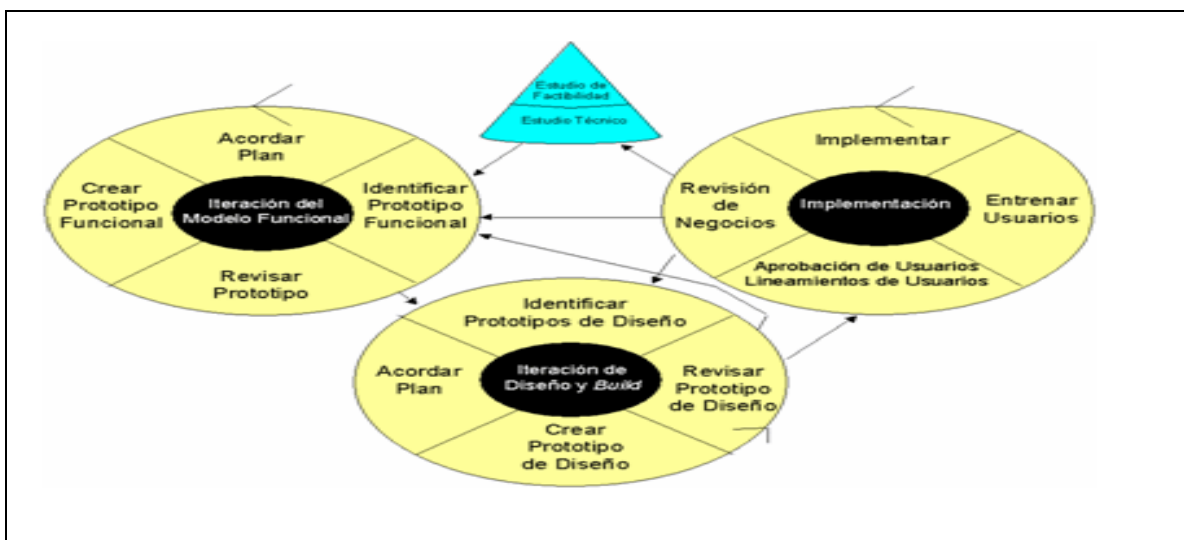 Estudio de
Factibilidad
Estudio Técnico
Acordar
Plan
Crear
Prototipo
Funcional
Iteración del
Modelo Funcional
Identificar
Prototipo
Funcional
Revisar
Prototipo
Implementar
Revisión
de
Negocios
Implementación
Entrenar
Usuarios
Aprobación de Usuarios
Lineamientos de Usuarios
Identificar
Prototipos de Diseño
Acordar
Plan
Iteración de
Diseño y Build
Revisar
Prototipo
de Diseño
Crear
Prototipo
de Diseño